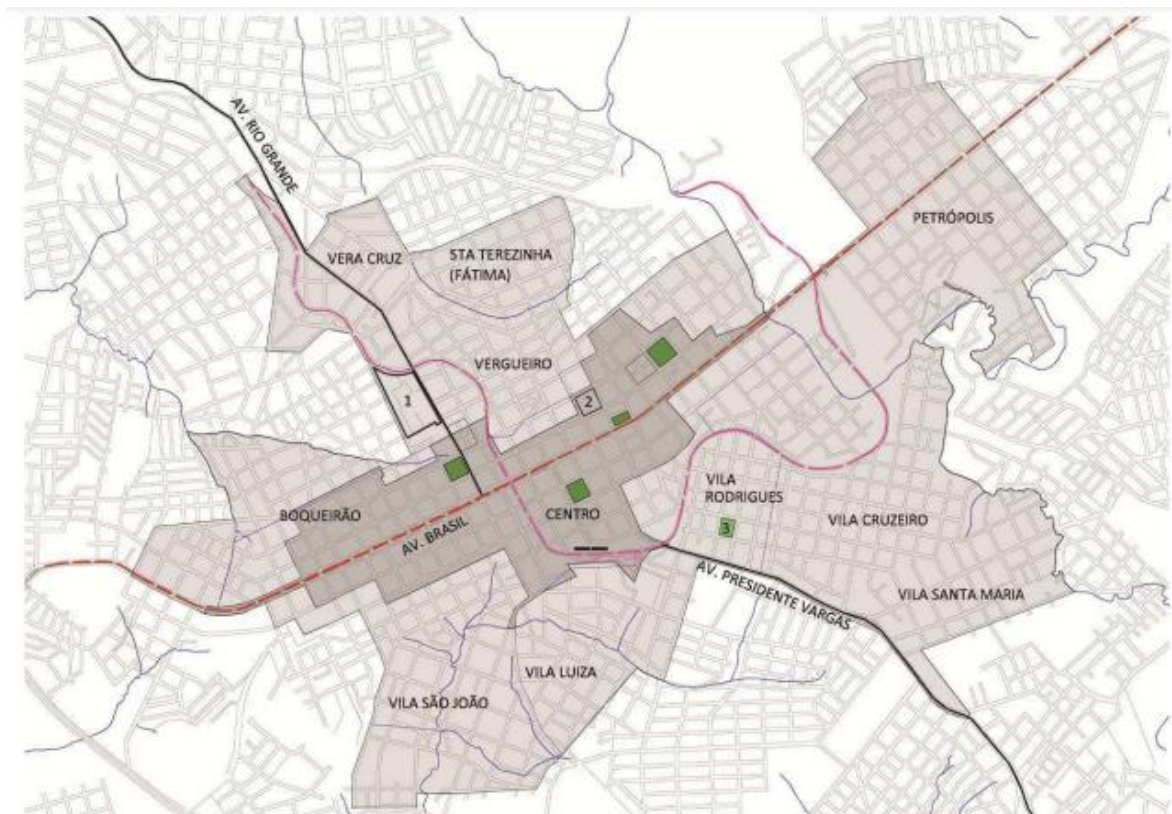 AV. RIO GRANDE
PETRÓPOLIS
VERA CRUZ
STA TEREZINHA
(FÁTIMA)
VERGUEIRO
1
2
BOQUEIRÃO
AV. BRASIL
CENTRO
VILA
RODRIGUES
3
VILA CRUZEIRO
AV. PRESIDENTE VARGAS
VILA SANTA MARIA
VILA LUIZA
VILA SÃO JOÃO